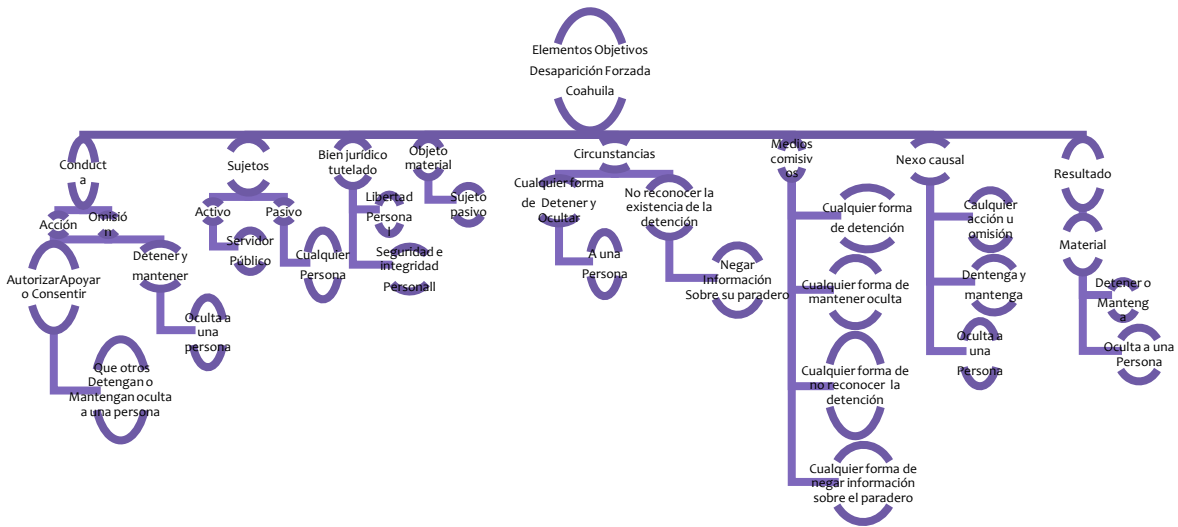 Elementos Objetivos
Desaparición Forzada
Coahuila
Conduct
a
Acción
Omisió
n
AutorizarApoyar
o Consentir
Que otros
Detengan o
Mantengan oculta
a una persona
Detener y
mantener
Oculta a
una
persona
Sujetos
Activo
Servidor
Público
Pasivo
Cualquier
Persona
Bien jurídico
tutelado
Libertad
Persona
l
Seguridad e
integridad
Personall
Objeto
material
Sujeto
pasivo
Circunstancias
Cualquier forma
de Detener y
Ocultar
A una
Persona
No reconocer la
existencia de la
detención
Negar
Información
Sobre su paradero
Medios
comisiv
os
Cualquier forma
de detención
Cualquier forma de
mantener oculta
Cualquier forma de
no reconocer la
detención
Cualquier forma de
negar información
sobre el paradero
Nexo causal
Caulquier
acción u
omisión
Dentenga y
mantenga
Oculta a
una
Persona
Resultado
Material
Detener o
Manteng
a
Oculta a una
Persona